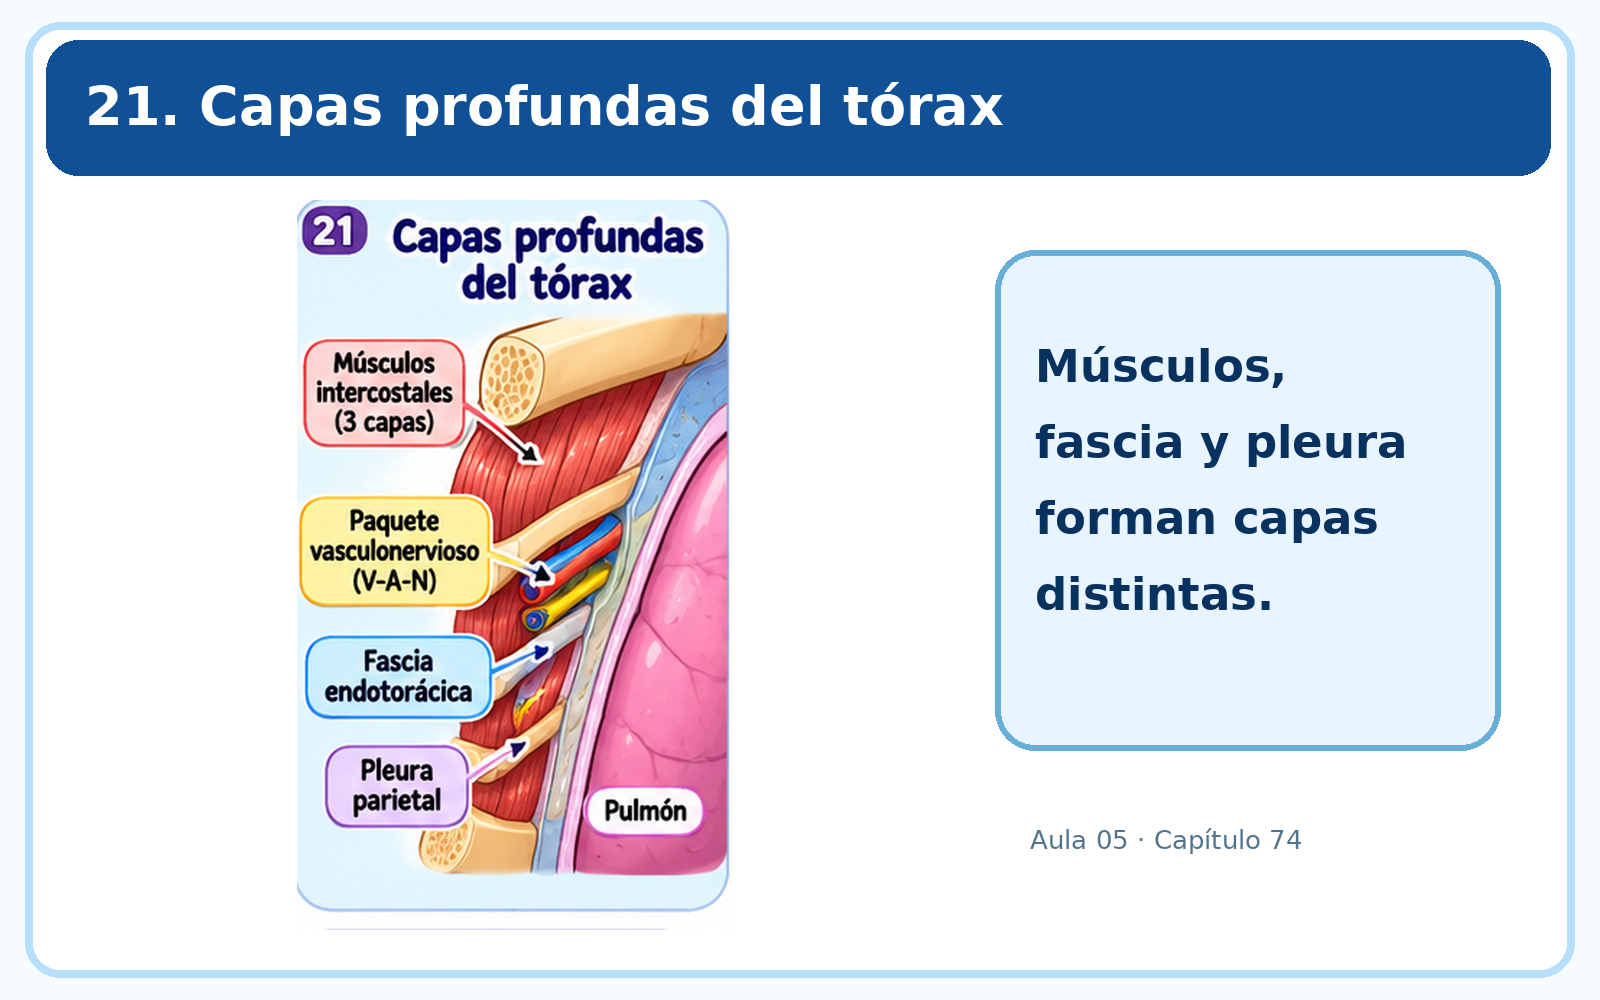 21. Capas profundas del tórax
21
Capas profundas
del tórax
Músculos
intercostales
(3 capas)
Paquete
vasculonervioso
(V-A-N)
Fascia
endotorácica
Pleura
parietal
Pulmón
Músculos,
fascia y pleura
forman capas
distintas.
Aula 05 · Capítulo 74